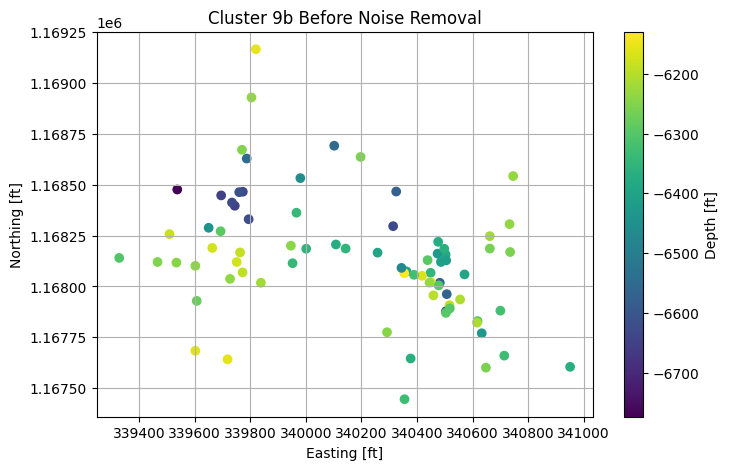 Cluster 9b Before Noise Removal
1e6
1.16925
1.16900
1.16875
1.16850
1.16825
1.16800
1.16775
1.16750
Northing [ft]
339400 339600 339800 340000 340200 340400 340600 340800 341000
Easting [ft]
−6200
−6300
−6400
−6500
−6600
−6700
Depth [ft]